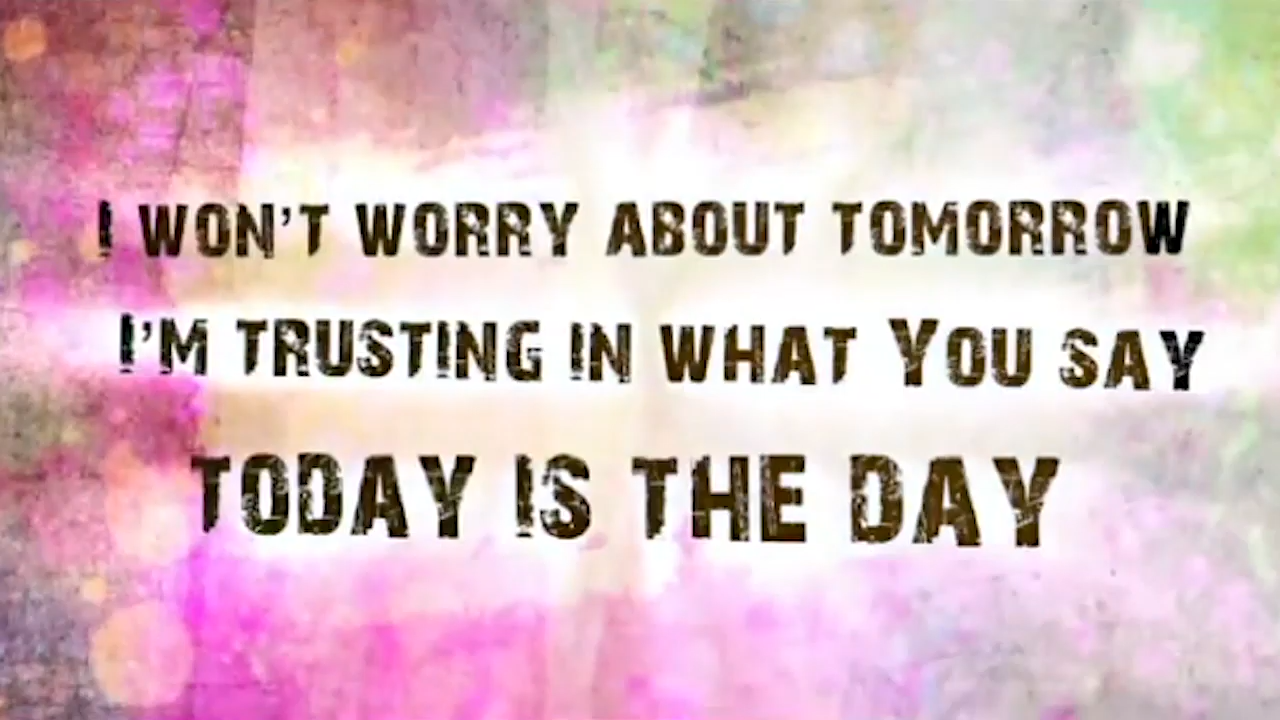 I WON'T WORRY ABOUT TOMORROW
I'M TRUSTING IN WHAT YOU SAY
TODAY IS THE DAY